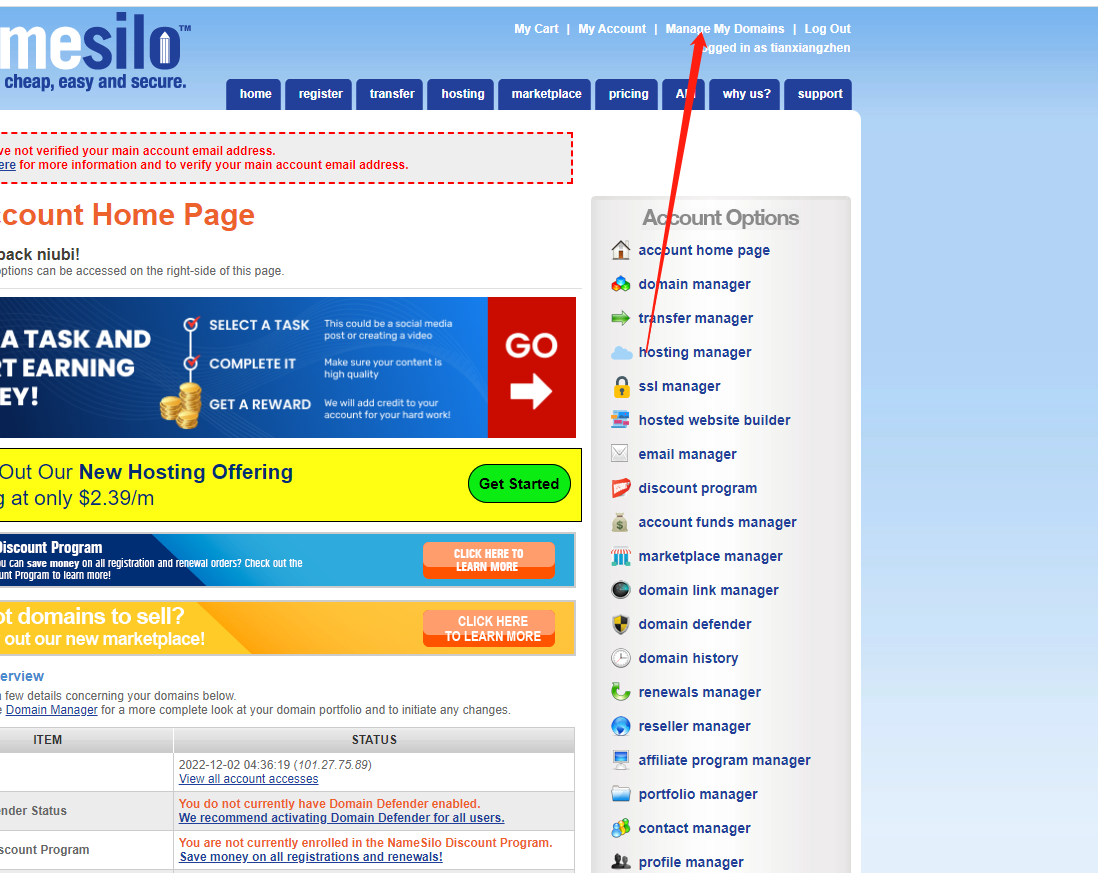 mesilo™
cheap, easy and secure.
My Cart | My Account | Manage My Domains | Log Out
ogged in as tianxiangzhen
home register transfer hosting marketplace pricing why us? support
ve not verified your main account email address.
ere for more information and to verify your main account email address.
ccount Home Page
back niubi!
options can be accessed on the right-side of this page.
A TASK AND
RT EARNING
EY!
SELECT A TASK
This could be a social media
post or creating a video
COMPLETE IT
Make sure your content is
high quality
GET A REWARD
We will add credit to your
account for your hard work!
GO
Out Our New Hosting Offering
g at only $2.39/m
Get Started
Discount Program
ou can save money on all registration and renewal orders? Check out the
unt Program to learn more!
CLICK HERE TO
LEARN MORE
ot domains to sell?
out our new marketplace!
CLICK HERE
TO LEARN MORE
erview
few details concerning your domains below.
e Domain Manager for a more complete look at your domain portfolio and to initiate any changes.
ITEM STATUS
2022-12-02 04:36:19 (101.27.75.89)
View all account accesses
ender Status
You do not currently have Domain Defender enabled.
We recommend activating Domain Defender for all users.
scount Program
You are not currently enrolled in the NameSilo Discount Program.
Save money on all registrations and renewals!
Account Options
account home page
domain manager
transfer manager
hosting manager
ssl manager
hosted website builder
email manager
discount program
account funds manager
marketplace manager
domain link manager
domain defender
domain history
renewals manager
reseller manager
affiliate program manager
portfolio manager
contact manager
profile manager